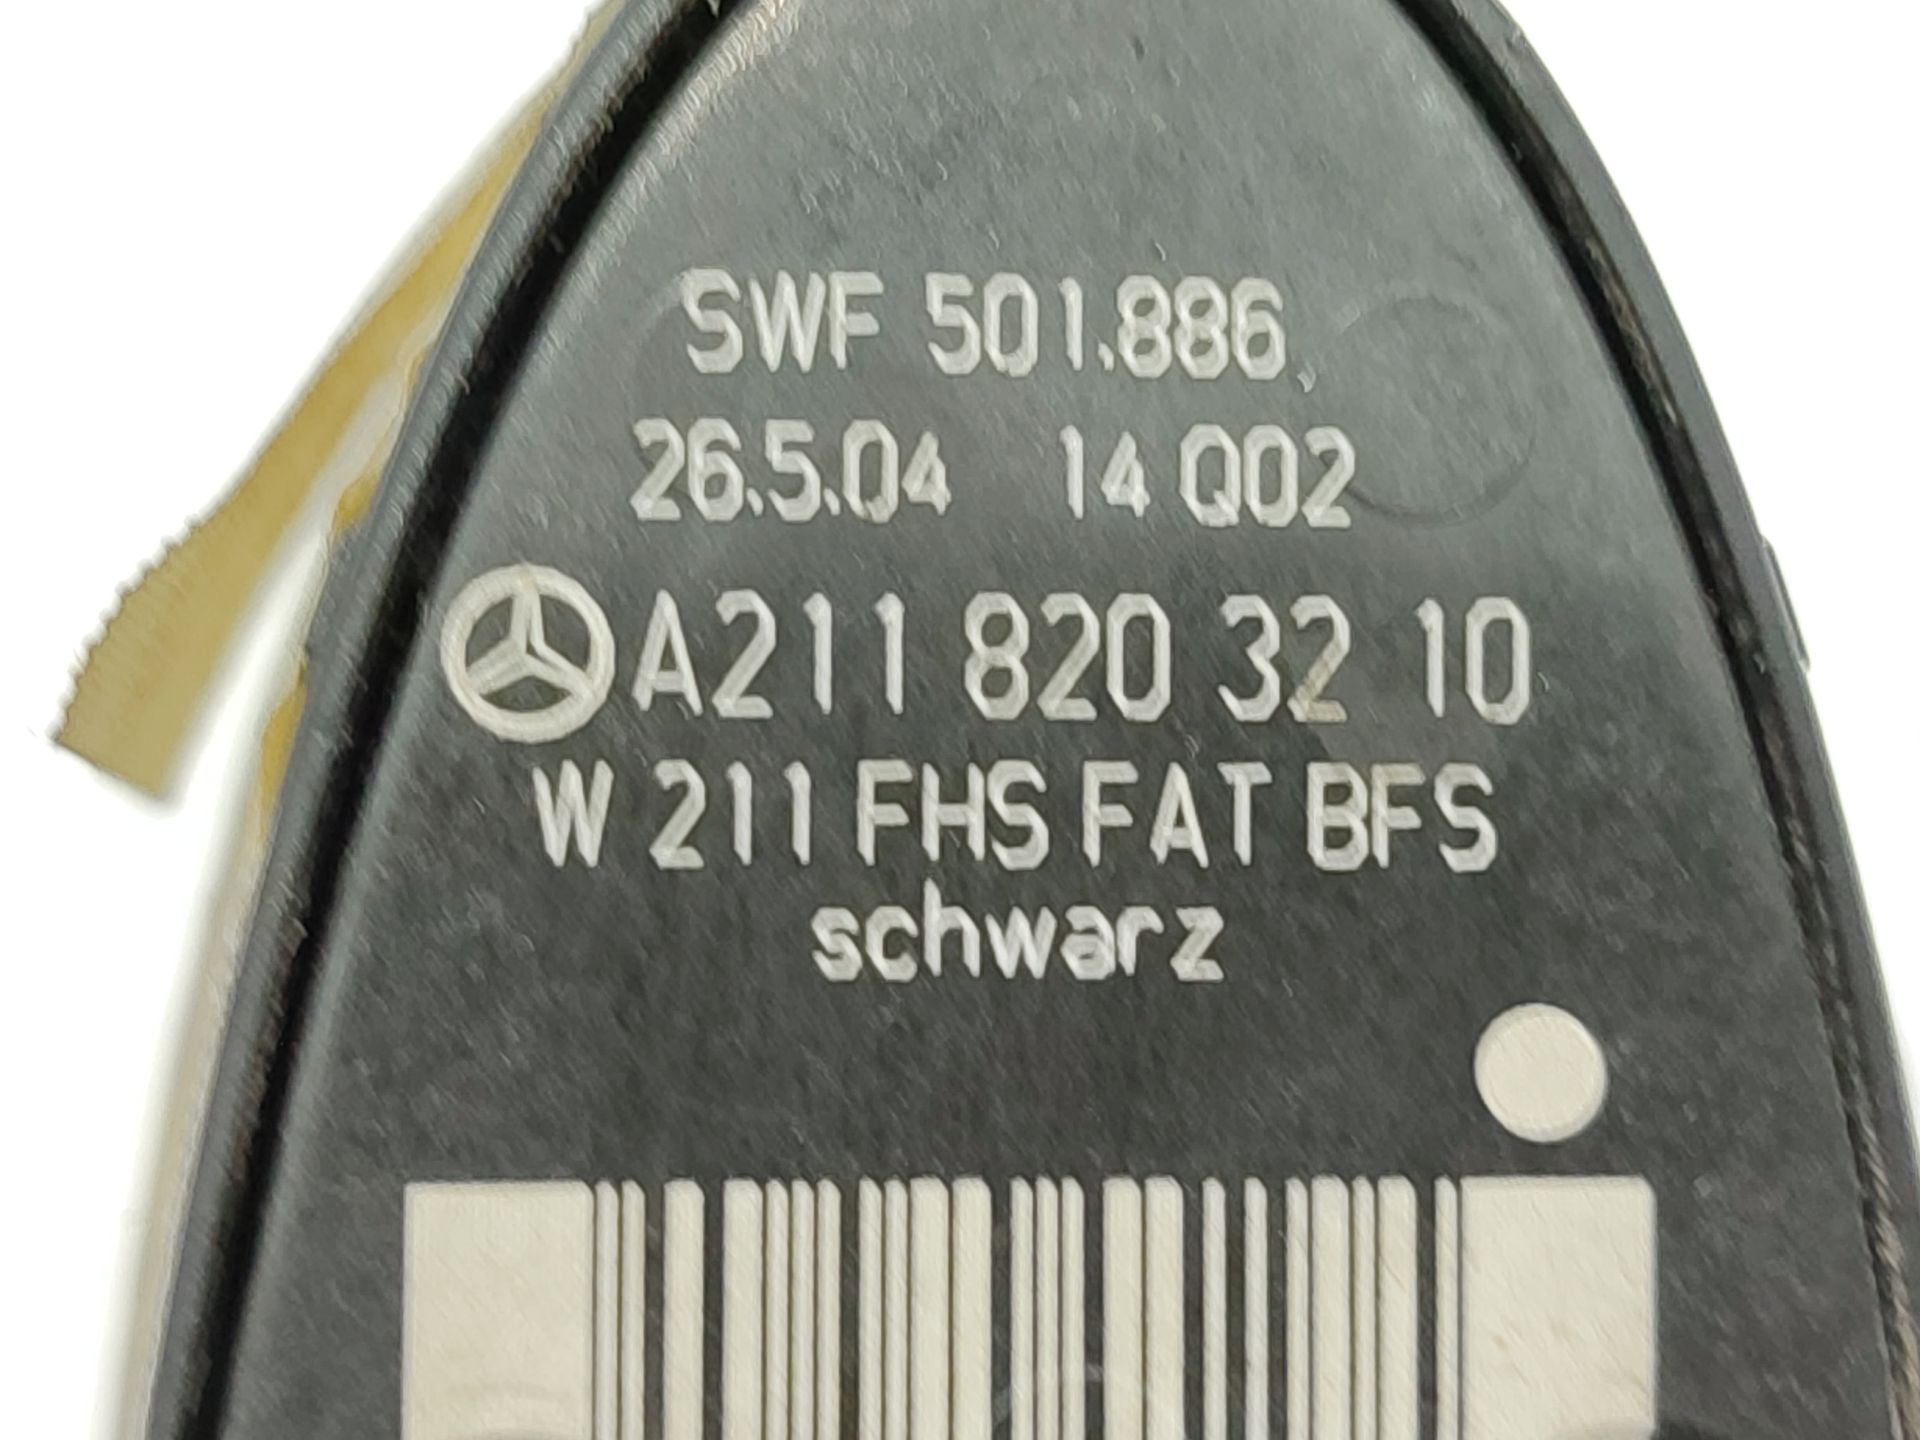 SWF 501.886
26.5.04 14 Q02
A211 820 32 10
W 211 FHS FAT BFS
schwarz